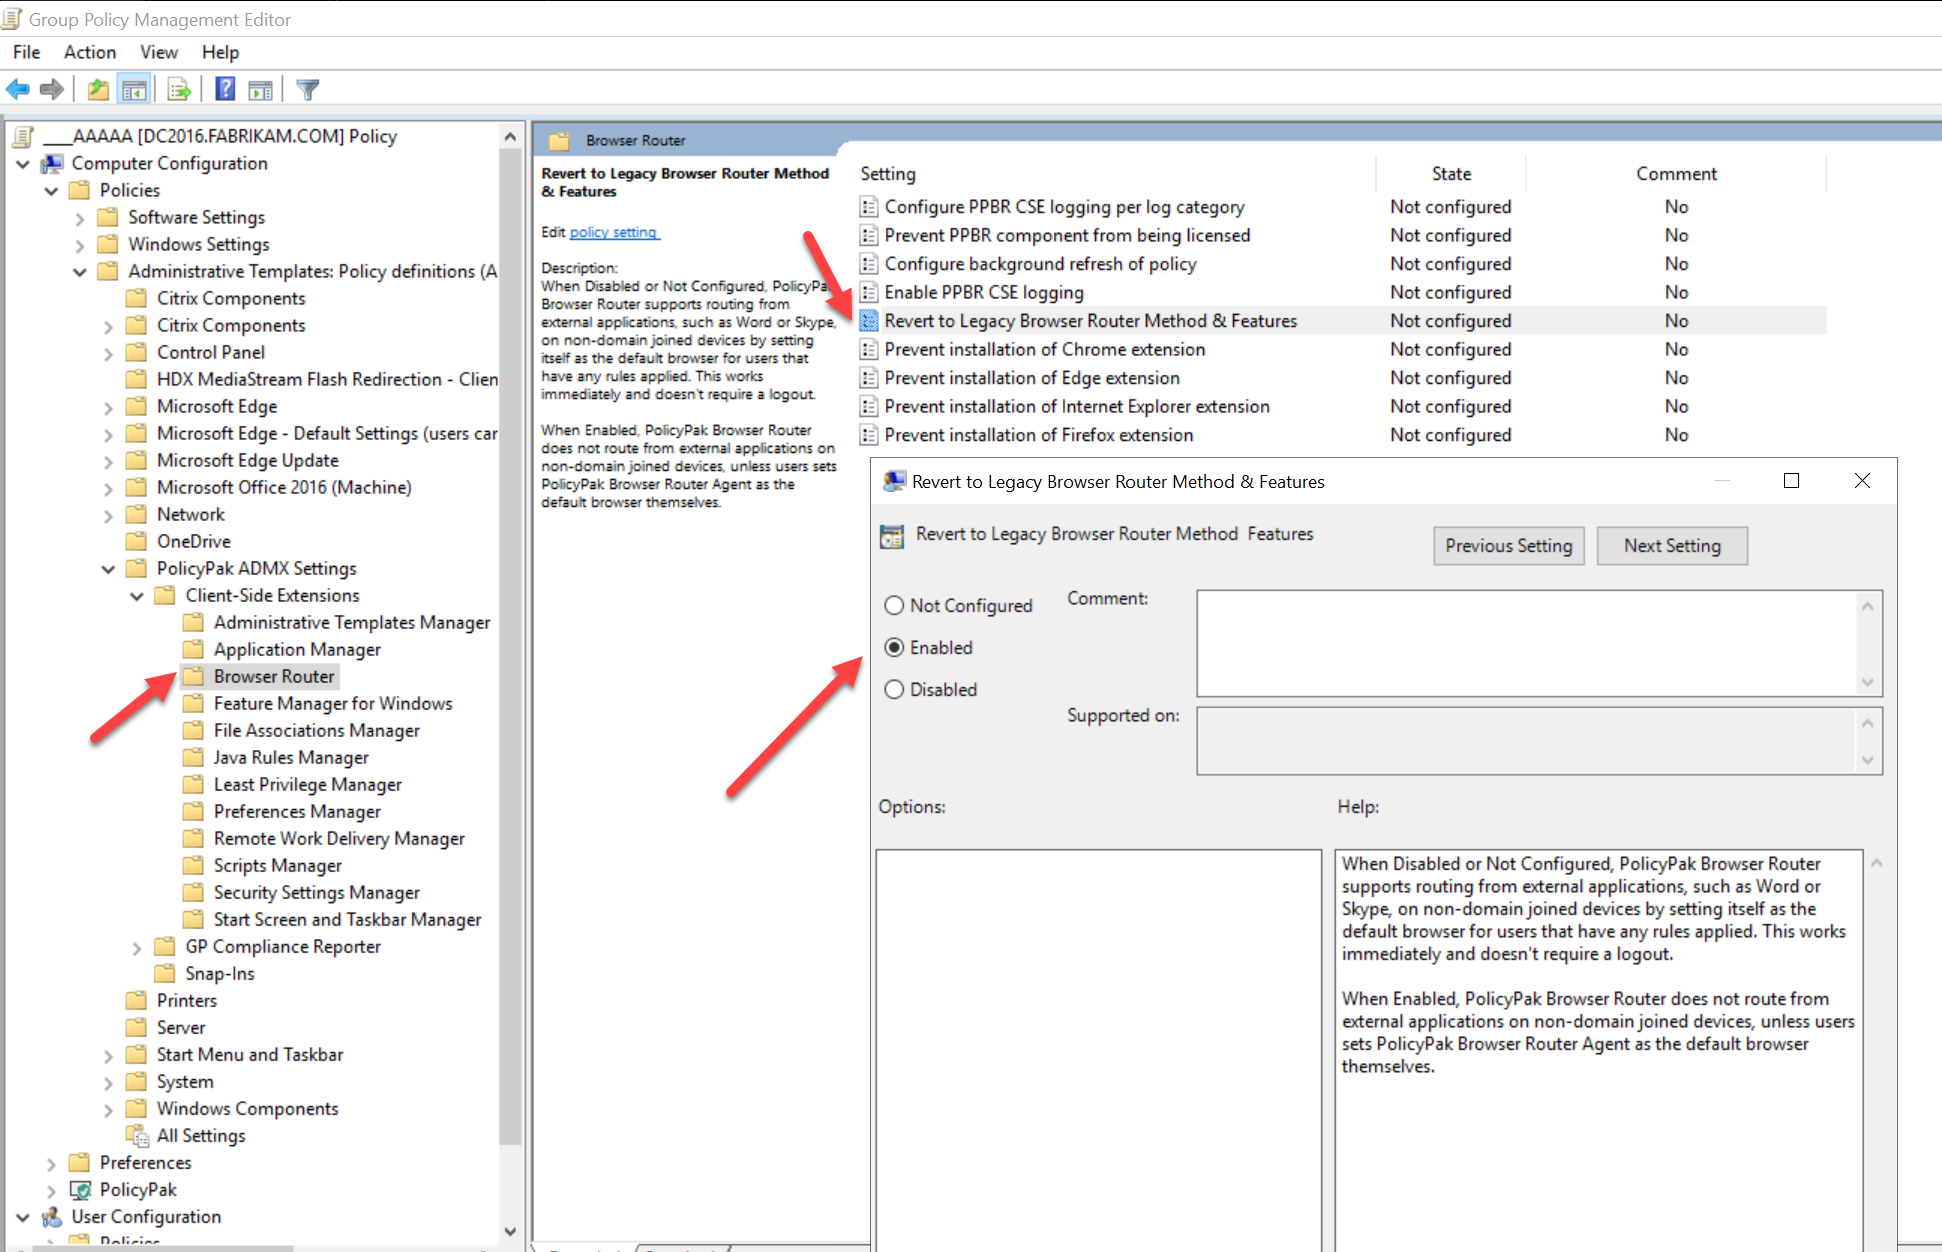 Group Policy Management Editor
File Action View Help
___AAAAA [DC2016.FABRIKAM.COM] Policy
Computer Configuration
Policies
Software Settings
Windows Settings
Administrative Templates: Policy definitions (A
Citrix Components
Citrix Components
Control Panel
HDX MediaStream Flash Redirection - Clien
Microsoft Edge
Microsoft Edge - Default Settings (users car
Microsoft Edge Update
Microsoft Office 2016 (Machine)
Network
OneDrive
PolicyPak ADMX Settings
Client-Side Extensions
Administrative Templates Manager
Application Manager
Browser Router
Feature Manager for Windows
File Associations Manager
Java Rules Manager
Least Privilege Manager
Preferences Manager
Remote Work Delivery Manager
Scripts Manager
Security Settings Manager
Start Screen and Taskbar Manager
GP Compliance Reporter
Snap-Ins
Printers
Server
Start Menu and Taskbar
System
Windows Components
All Settings
Preferences
PolicyPak
User Configuration
Policies
Browser Router
Revert to Legacy Browser Router Method
& Features
Edit policy setting
Description:
When Disabled or Not Configured, PolicyPa
Browser Router supports routing from
external applications, such as Word or Skype,
on non-domain joined devices by setting
itself as the default browser for users that
have any rules applied. This works
immediately and doesn't require a logout.
When Enabled, PolicyPak Browser Router
does not route from external applications on
non-domain joined devices, unless users sets
PolicyPak Browser Router Agent as the
default browser themselves.
Setting State Comment
Configure PPBR CSE logging per log category Not configured No
Prevent PPBR component from being licensed Not configured No
Configure background refresh of policy Not configured No
Enable PPBR CSE logging Not configured No
Revert to Legacy Browser Router Method & Features Not configured No
Prevent installation of Chrome extension Not configured No
Prevent installation of Edge extension Not configured No
Prevent installation of Internet Explorer extension Not configured No
Prevent installation of Firefox extension Not configured No
Revert to Legacy Browser Router Method & Features
Revert to Legacy Browser Router Method  Features
Previous Setting Next Setting
Not Configured
Enabled
Disabled
Comment:
Supported on:
Options:
Help:
When Disabled or Not Configured, PolicyPak Browser Router
supports routing from external applications, such as Word or
Skype, on non-domain joined devices by setting itself as the
default browser for users that have any rules applied. This works
immediately and doesn't require a logout.
When Enabled, PolicyPak Browser Router does not route from
external applications on non-domain joined devices, unless users
sets PolicyPak Browser Router Agent as the default browser
themselves.